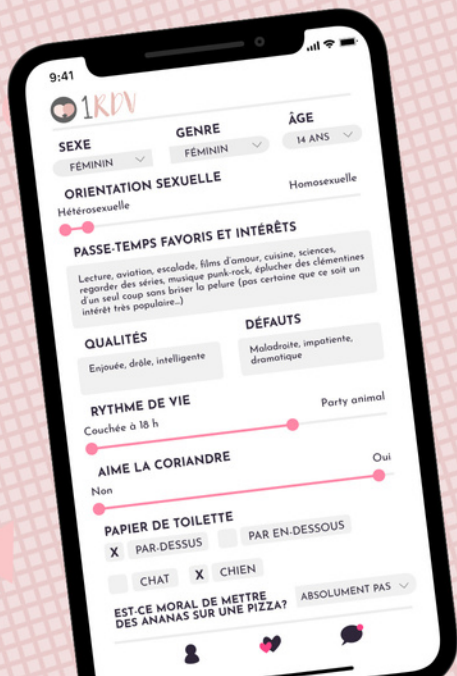 9:41
1RDV
SEXE GENRE ÂGE
FÉMININ FÉMININ 14 ANS
ORIENTATION SEXUELLE
Hétérosexuelle Homosexuelle
PASSE-TEMPS FAVORIS ET INTÉRÊTS
Lecture, aviation, escalade, films d'amour, cuisine, sciences,
regarder des séries, musique punk-rock, éplucher des clémentines
d'un seul coup sans briser la pelure (pas certaine que ce soit un
intérêt très populaire...)
QUALITÉS DÉFAUTS
Enjouée, drôle, intelligente Maladroite, impatiente,
dramatique
RYTHME DE VIE
Couchée à 18 h Party animal
AIME LA CORIANDRE
Non Oui
PAPIER DE TOILETTE
X PAR-DESSUS PAR EN-DESSOUS
CHAT X CHIEN
EST-CE MORAL DE METTRE
DES ANANAS SUR UNE PIZZA? ABSOLUMENT PAS